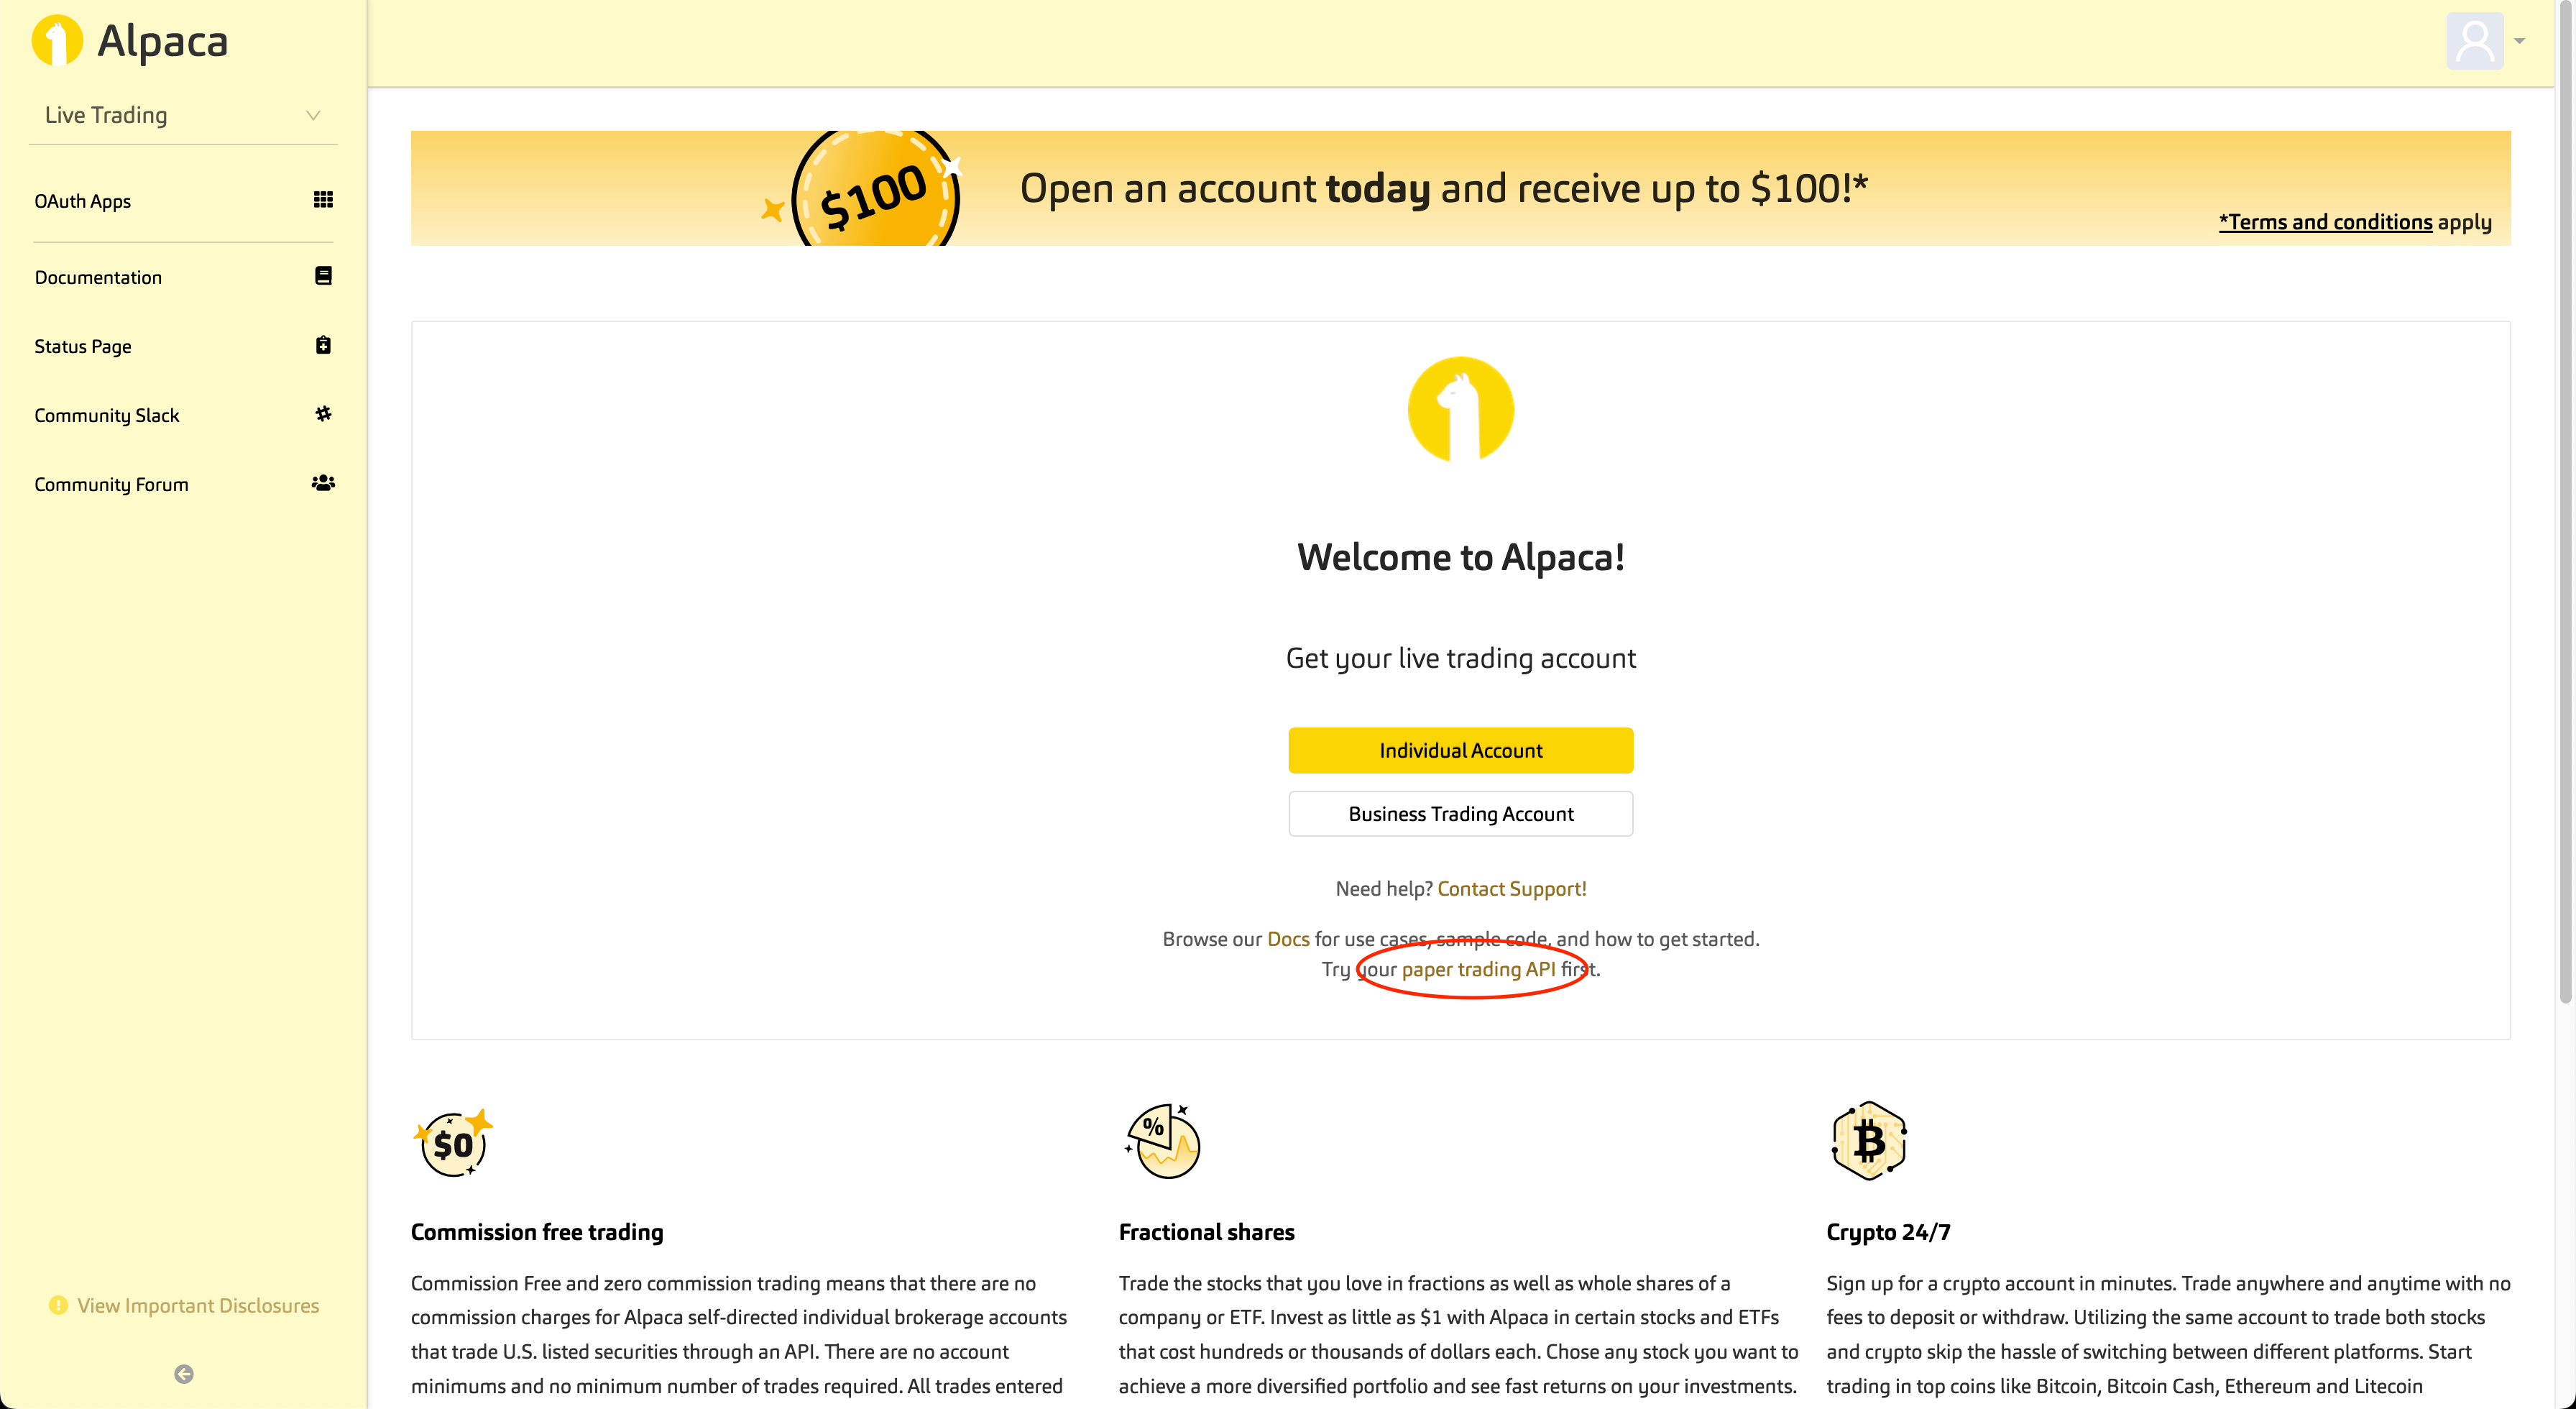 Alpaca
Live Trading
OAuth Apps
Documentation
Status Page
Community Slack
Community Forum
View Important Disclosures
$100
Open an account today and receive up to $100!*
*Terms and conditions apply
Welcome to Alpaca!
Get your live trading account
Individual Account
Business Trading Account
Need help? Contact Support!
Browse our Docs for use cases, sample code, and how to get started.
Try your paper trading API first.
$0
Commission free trading
Commission Free and zero commission trading means that there are no
commission charges for Alpaca self-directed individual brokerage accounts
that trade U.S. listed securities through an API. There are no account
minimums and no minimum number of trades required. All trades entered
%
Fractional shares
Trade the stocks that you love in fractions as well as whole shares of a
company or ETF. Invest as little as $1 with Alpaca in certain stocks and ETFs
that cost hundreds or thousands of dollars each. Chose any stock you want to
achieve a more diversified portfolio and see fast returns on your investments.
Crypto 24/7
Sign up for a crypto account in minutes. Trade anywhere and anytime with no
fees to deposit or withdraw. Utilizing the same account to trade both stocks
and crypto skip the hassle of switching between different platforms. Start
trading in top coins like Bitcoin, Bitcoin Cash, Ethereum and Litecoin